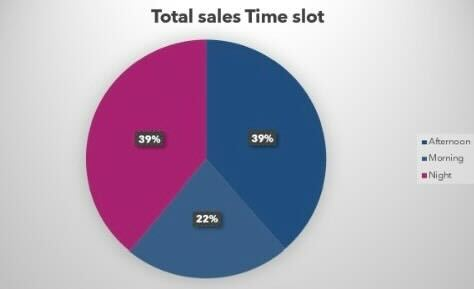 Total sales Time slot
39%
39%
22%
Afternoon
Morning
Night